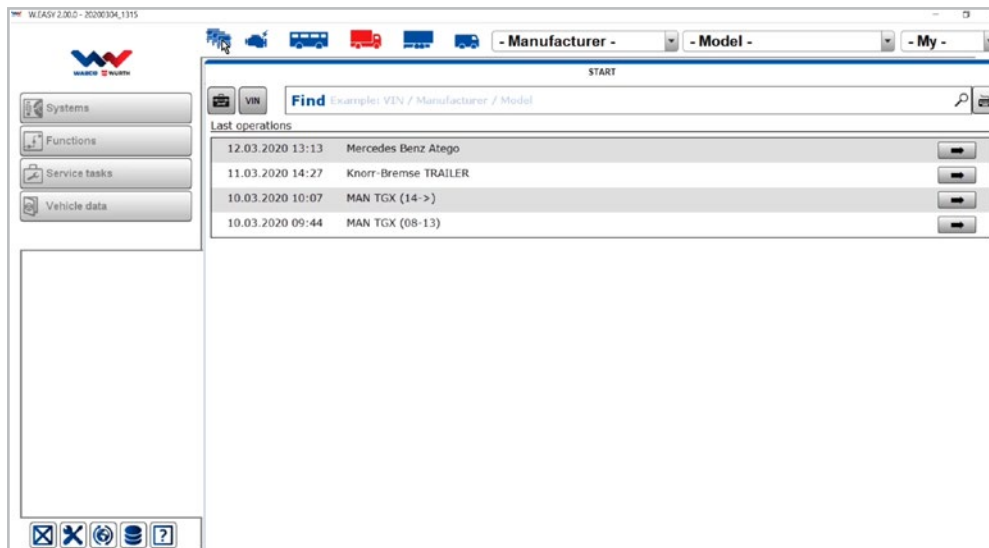 W.EASY 2.00.0 - 20200304_1315
- Manufacturer -
- Model -
- My -
WABCO WÜRTH
START
VIN
Find Example: VIN / Manufacturer / Model
Last operations
Systems
Functions
Service tasks
Vehicle data
12.03.2020 13:13 Mercedes Benz Atego
11.03.2020 14:27 Knorr-Bremse TRAILER
10.03.2020 10:07 MAN TGX (14->)
10.03.2020 09:44 MAN TGX (08-13)
?